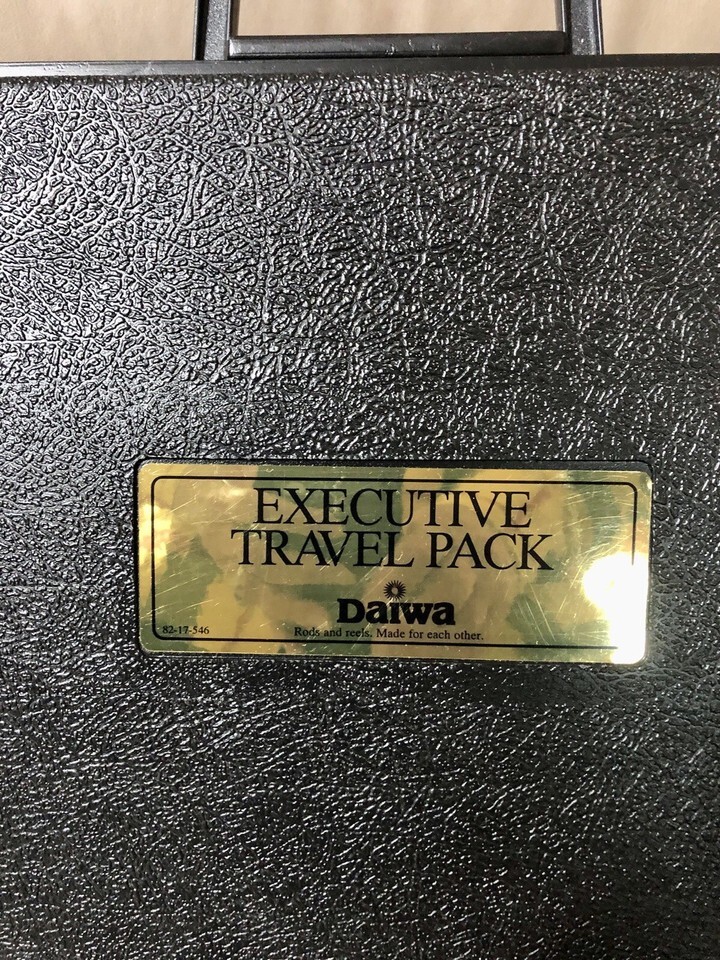 EXECUTIVE
TRAVEL PACK
Daiwa
82-17-546
Rods and reels. Made for each other.